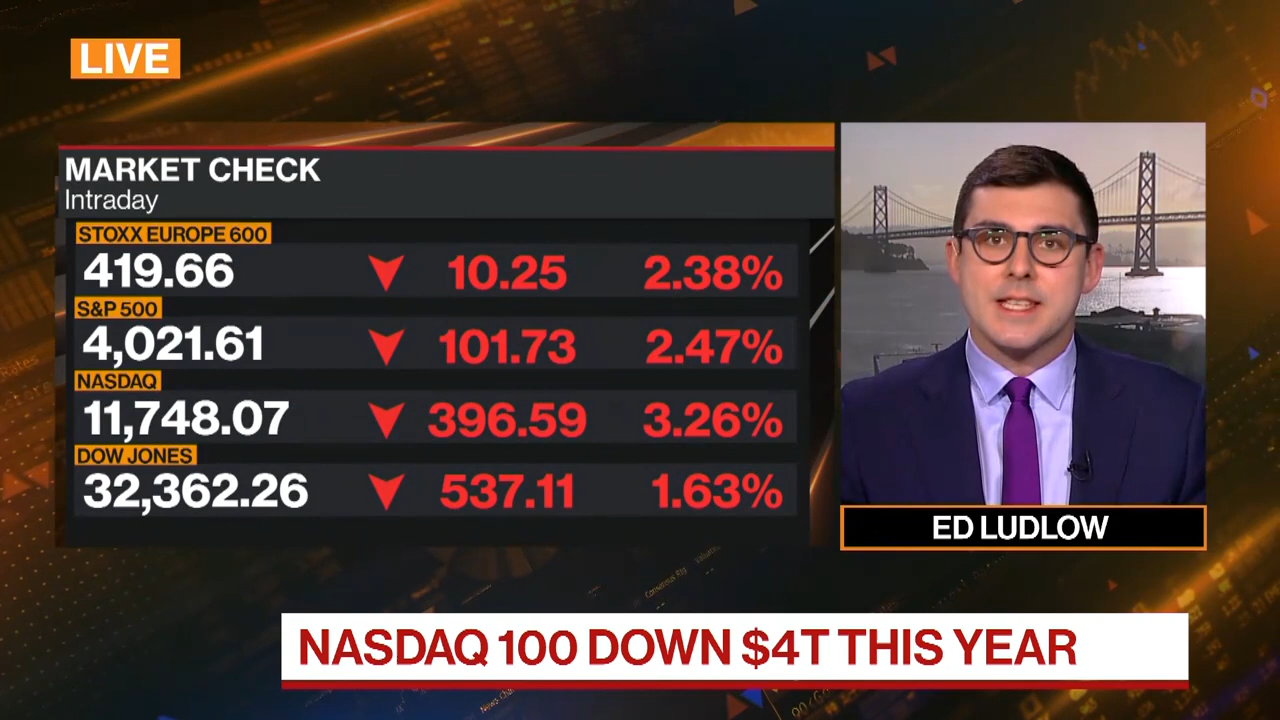 LIVE
MARKET CHECK
Intraday
STOXX EUROPE 600
419.66 10.25 2.38%
S&P 500
4,021.61 101.73 2.47%
NASDAQ
11,748.07 396.59 3.26%
DOW JONES
32,362.26 537.11 1.63%
ED LUDLOW
NASDAQ 100 DOWN $4T THIS YEAR